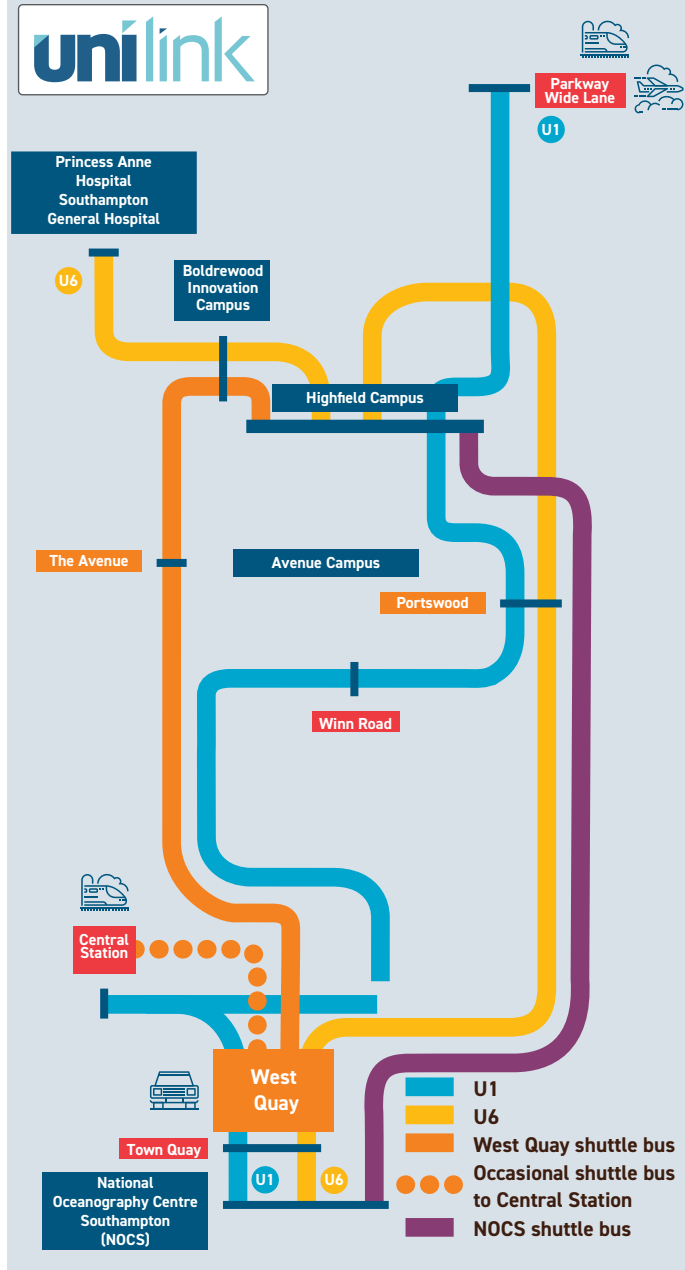 unilink
Parkway
Wide Lane
U1
Princess Anne
Hospital
Southampton
General Hospital
U6
Boldrewood
Innovation
Campus
Highfield Campus
The Avenue
Avenue Campus
Portswood
Winn Road
Central
Station
West
Quay
Town Quay
U1
U6
National
Oceanography Centre
Southampton
(NOCS)
U1
U6
West Quay shuttle bus
Occasional shuttle bus
to Central Station
NOCS shuttle bus